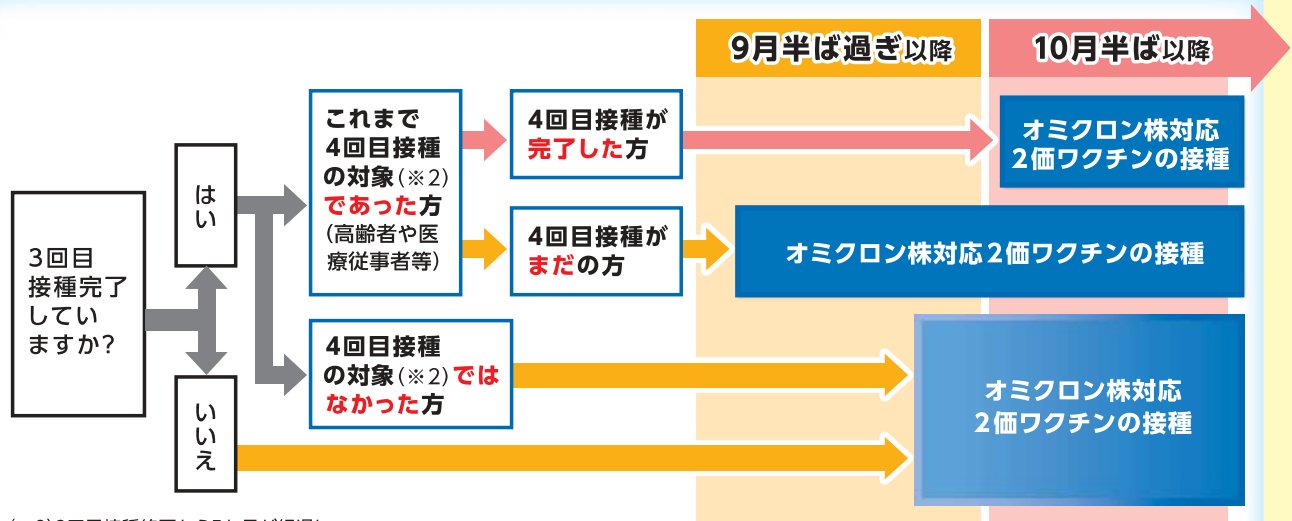 9月半ば過ぎ以降
10月半ば以降
3回目
接種完了
してい
ますか?
はい
いいえ
これまで
4回目接種
の対象(※2)
であった方
(高齢者や医
療従事者等)
4回目接種が
完了した方
オミクロン株対応
2価ワクチンの接種
4回目接種が
まだの方
オミクロン株対応2価ワクチンの接種
4回目接種
の対象(※2)では
なかった方
オミクロン株対応
2価ワクチンの接種